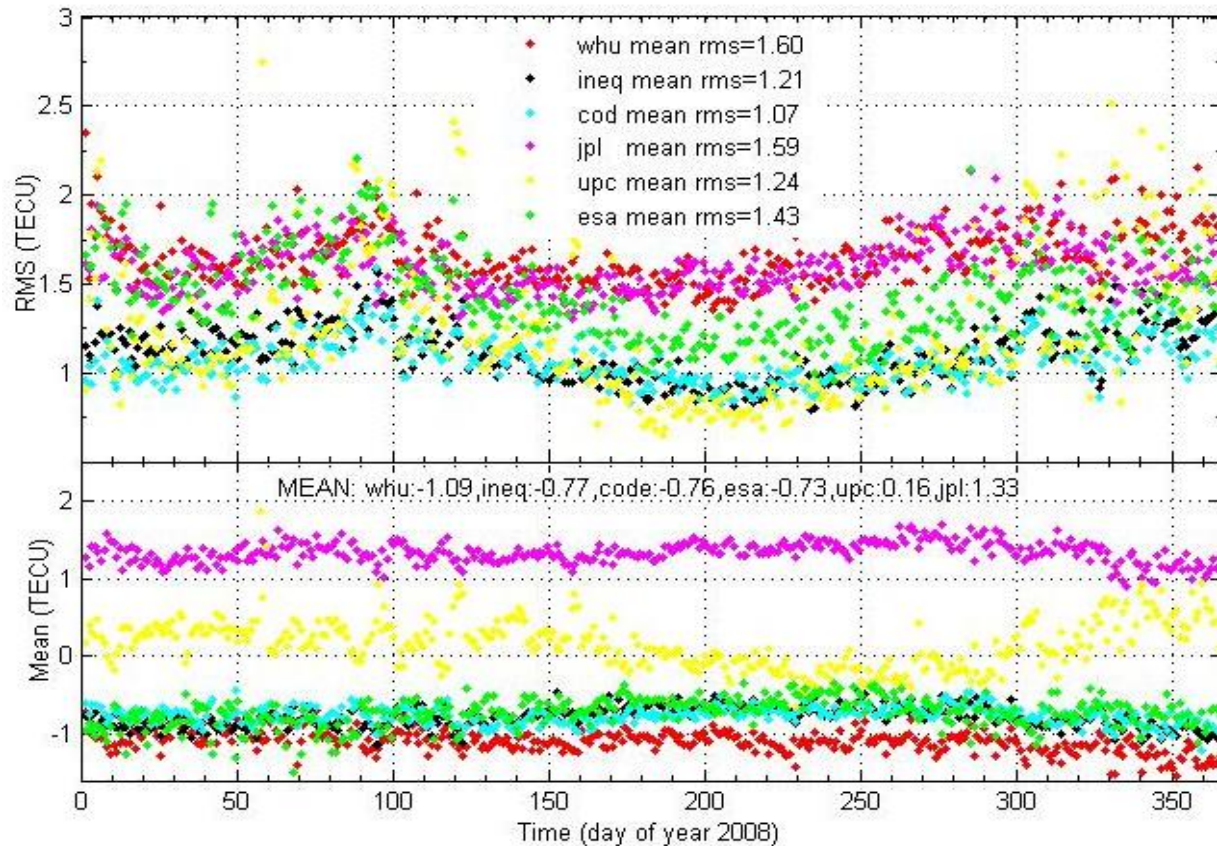 3
2.5
2
1.5
1
RMS (TECU)
whu mean rms=1.60
ineq mean rms=1.21
cod mean rms=1.07
jpl mean rms=1.59
upc mean rms=1.24
esa mean rms=1.43
MEAN: whu:-1.09,ineq:-0.77,code:-0.76,esa:-0.73,upc:0.16,jpl:1.33
2
1
0
-1
Mean (TECU)
0 50 100 150 200 250 300 350
Time (day of year 2008)